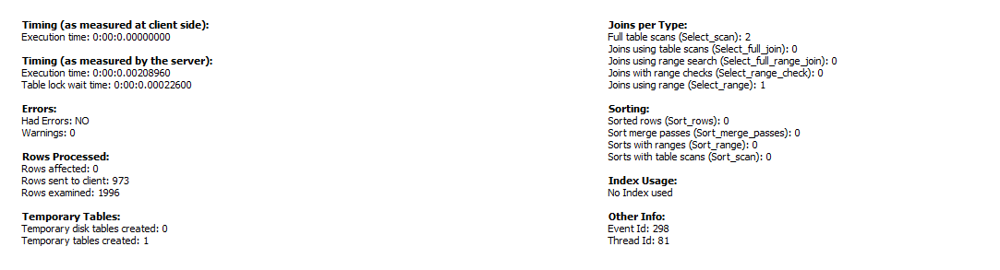 Timing (as measured at client side):
Execution time: 0:00:0.00000000
Timing (as measured by the server):
Execution time: 0:00:0.00208960
Table lock wait time: 0:00:0.00022600
Errors:
Had Errors: NO
Warnings: 0
Rows Processed:
Rows affected: 0
Rows sent to client: 973
Rows examined: 1996
Temporary Tables:
Temporary disk tables created: 0
Temporary tables created: 1
Joins per Type:
Full table scans (Select_scan): 2
Joins using table scans (Select_full_join): 0
Joins using range search (Select_full_range_join): 0
Joins with range checks (Select_range_check): 0
Joins using range (Select_range): 1
Sorting:
Sorted rows (Sort_rows): 0
Sort merge passes (Sort_merge_passes): 0
Sorts with ranges (Sort_range): 0
Sorts with table scans (Sort_scan): 0
Index Usage:
No Index used
Other Info:
Event Id: 298
Thread Id: 81